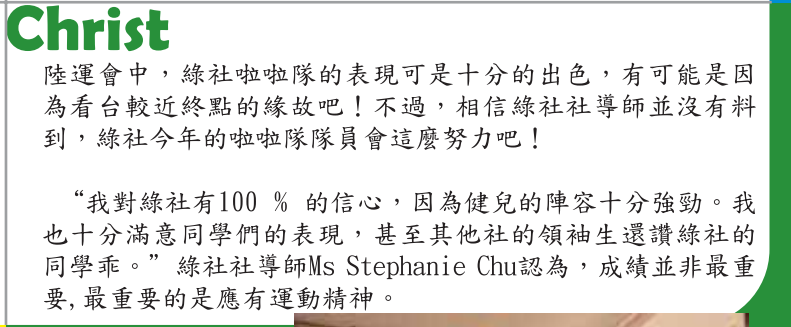 Christ
陸運會中，綠社啦啦隊的表現可是十分的出色，有可能是因
為看台較近終點的緣故吧！不過，相信綠社社導師並沒有料
到，綠社今年的啦啦隊隊員會這麼努力吧！
“我對綠社有100 % 的信心，因為健兒的陣容十分強勁。我
也十分滿意同學們的表現，甚至其他社的領袖生還讚綠社的
同學乖。” 綠社社導師Ms Stephanie Chu認為，成績並非最重
要,最重要的是應有運動精神。